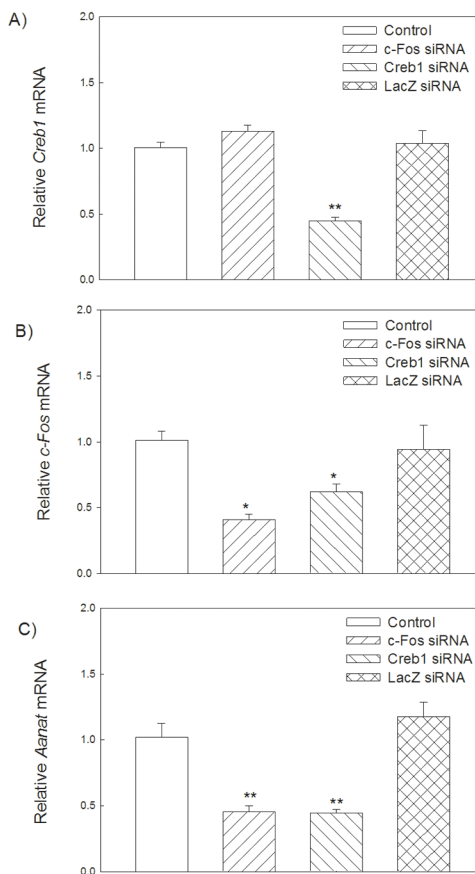 A)
2.0
1.5
1.0
0.5
0.0
Relative Creb1 mRNA
Control
c-Fos siRNA
Creb1 siRNA
LacZ siRNA
**
B)
2.0
1.5
1.0
0.5
0.0
Relative c-Fos mRNA
Control
c-Fos siRNA
Creb1 siRNA
LacZ siRNA
*
*
C)
2.0
1.5
1.0
0.5
0.0
Relative Aanat mRNA
Control
c-Fos siRNA
Creb1 siRNA
LacZ siRNA
**
**